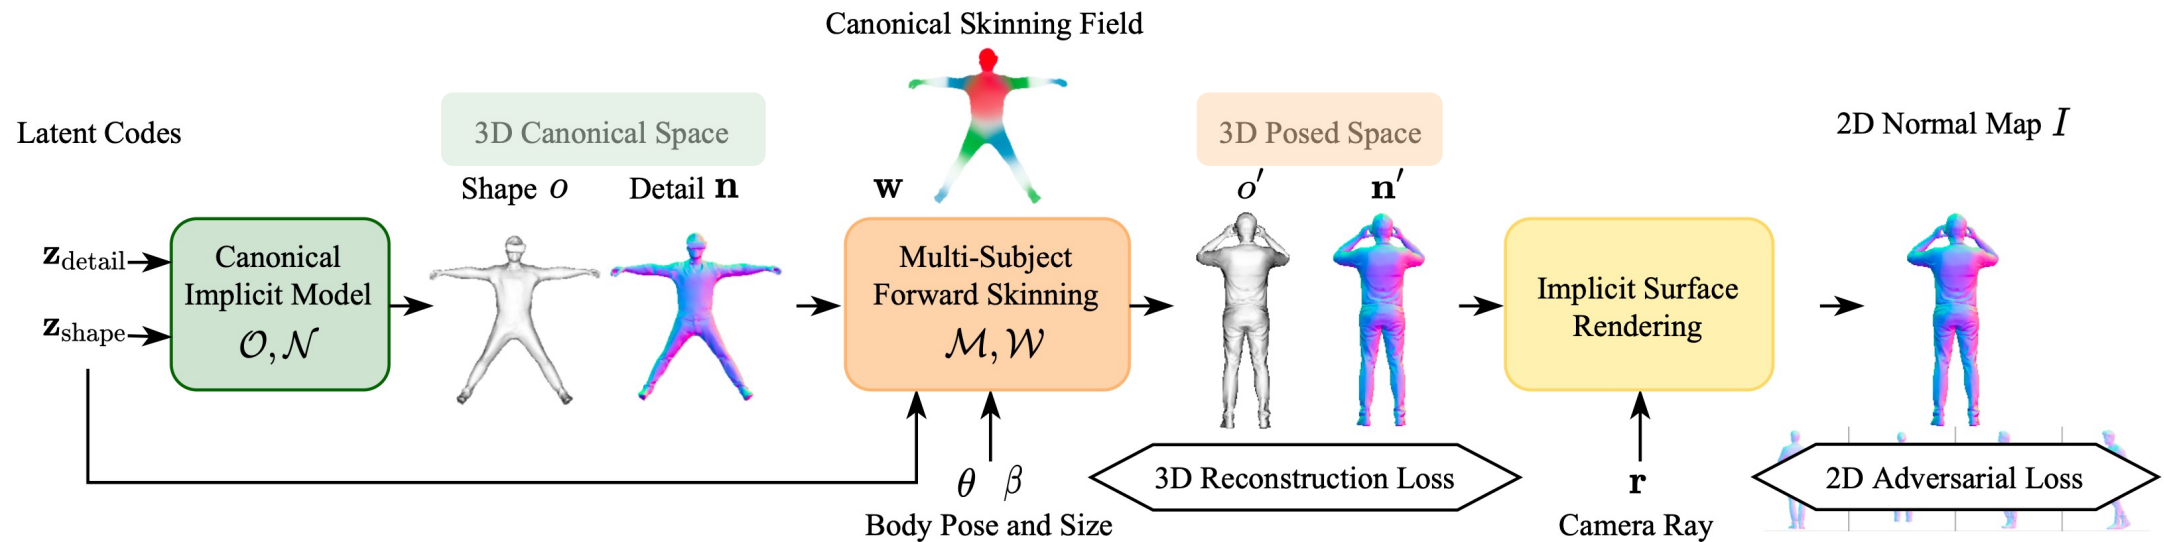 Canonical Skinning Field
Latent Codes
3D Canonical Space
3D Posed Space
2D Normal Map I
Shape o
Detail n
w
o′
n′
z_detail
z_shape
Canonical
Implicit Model
𝒪, 𝒩
Multi-Subject
Forward Skinning
ℳ, 𝒲
Implicit Surface
Rendering
θ β
Body Pose and Size
3D Reconstruction Loss
r
Camera Ray
2D Adversarial Loss